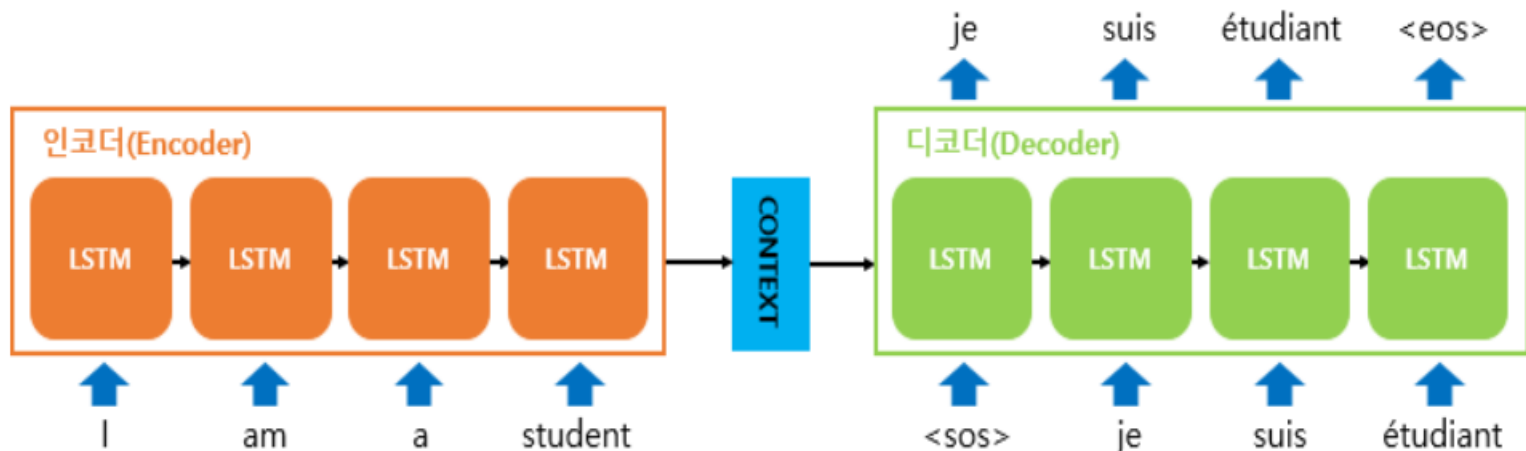 je suis étudiant <eos>
인코더(Encoder)
디코더(Decoder)
LSTM LSTM LSTM LSTM
CONTEXT
LSTM LSTM LSTM LSTM
I am a student
<sos> je suis étudiant